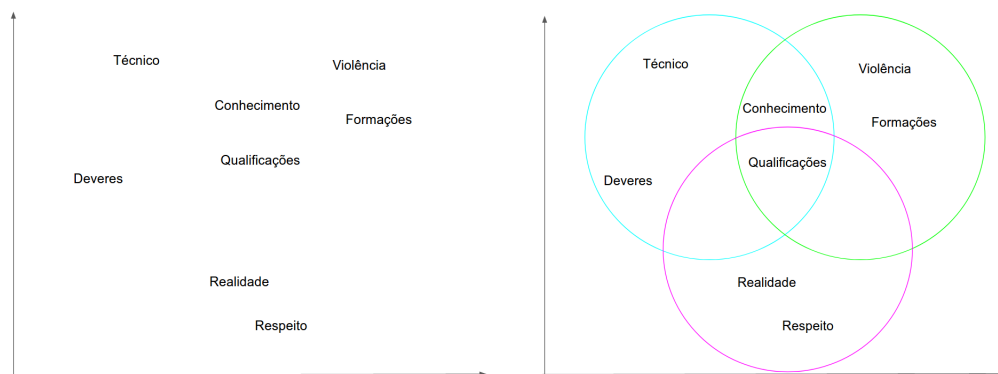 Técnico
Violência
Conhecimento
Formações
Qualificações
Deveres
Realidade
Respeito
Técnico
Violência
Conhecimento
Formações
Qualificações
Deveres
Realidade
Respeito